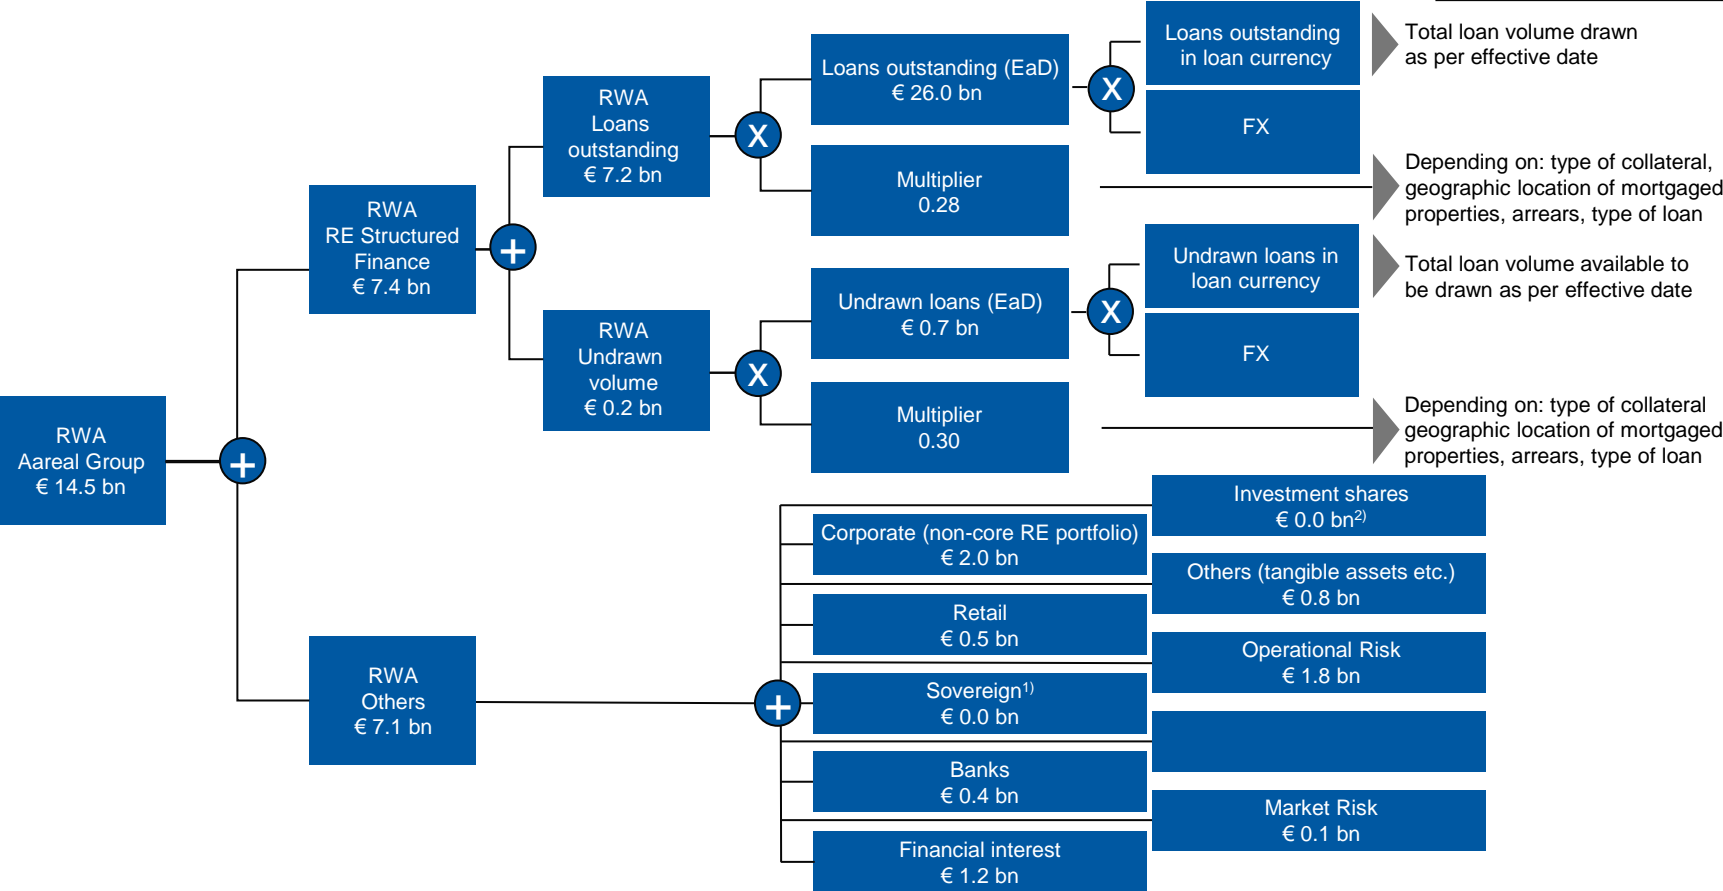 RWA
Aareal Group
€ 14.5 bn
+
RWA
RE Structured
Finance
€ 7.4 bn
+
RWA
Loans
outstanding
€ 7.2 bn
X
Loans outstanding (EaD)
€ 26.0 bn
X
Loans outstanding
in loan currency
Total loan volume drawn
as per effective date
FX
Multiplier
0.28
Depending on: type of collateral,
geographic location of mortgaged
properties, arrears, type of loan
RWA
Undrawn
volume
€ 0.2 bn
X
Undrawn loans (EaD)
€ 0.7 bn
X
Undrawn loans in
loan currency
Total loan volume available to
be drawn as per effective date
FX
Multiplier
0.30
Depending on: type of collateral
geographic location of mortgaged
properties, arrears, type of loan
RWA
Others
€ 7.1 bn
+
Investment shares
€ 0.0 bn2)
Corporate (non-core RE portfolio)
€ 2.0 bn
Others (tangible assets etc.)
€ 0.8 bn
Retail
€ 0.5 bn
Operational Risk
€ 1.8 bn
Sovereign1)
€ 0.0 bn
Banks
€ 0.4 bn
Market Risk
€ 0.1 bn
Financial interest
€ 1.2 bn